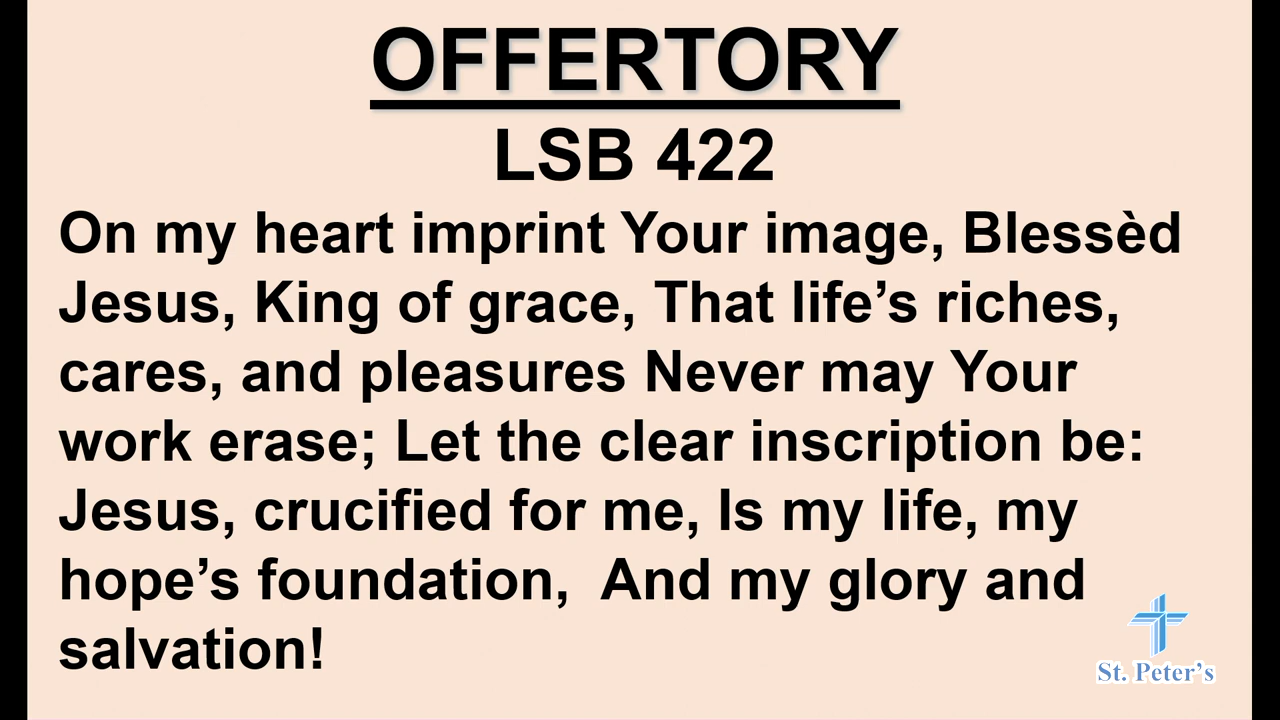 OFFERTORY
LSB 422
On my heart imprint Your image, Blessèd
Jesus, King of grace, That life’s riches,
cares, and pleasures Never may Your
work erase; Let the clear inscription be:
Jesus, crucified for me, Is my life, my
hope’s foundation,  And my glory and
salvation!
St. Peter’s